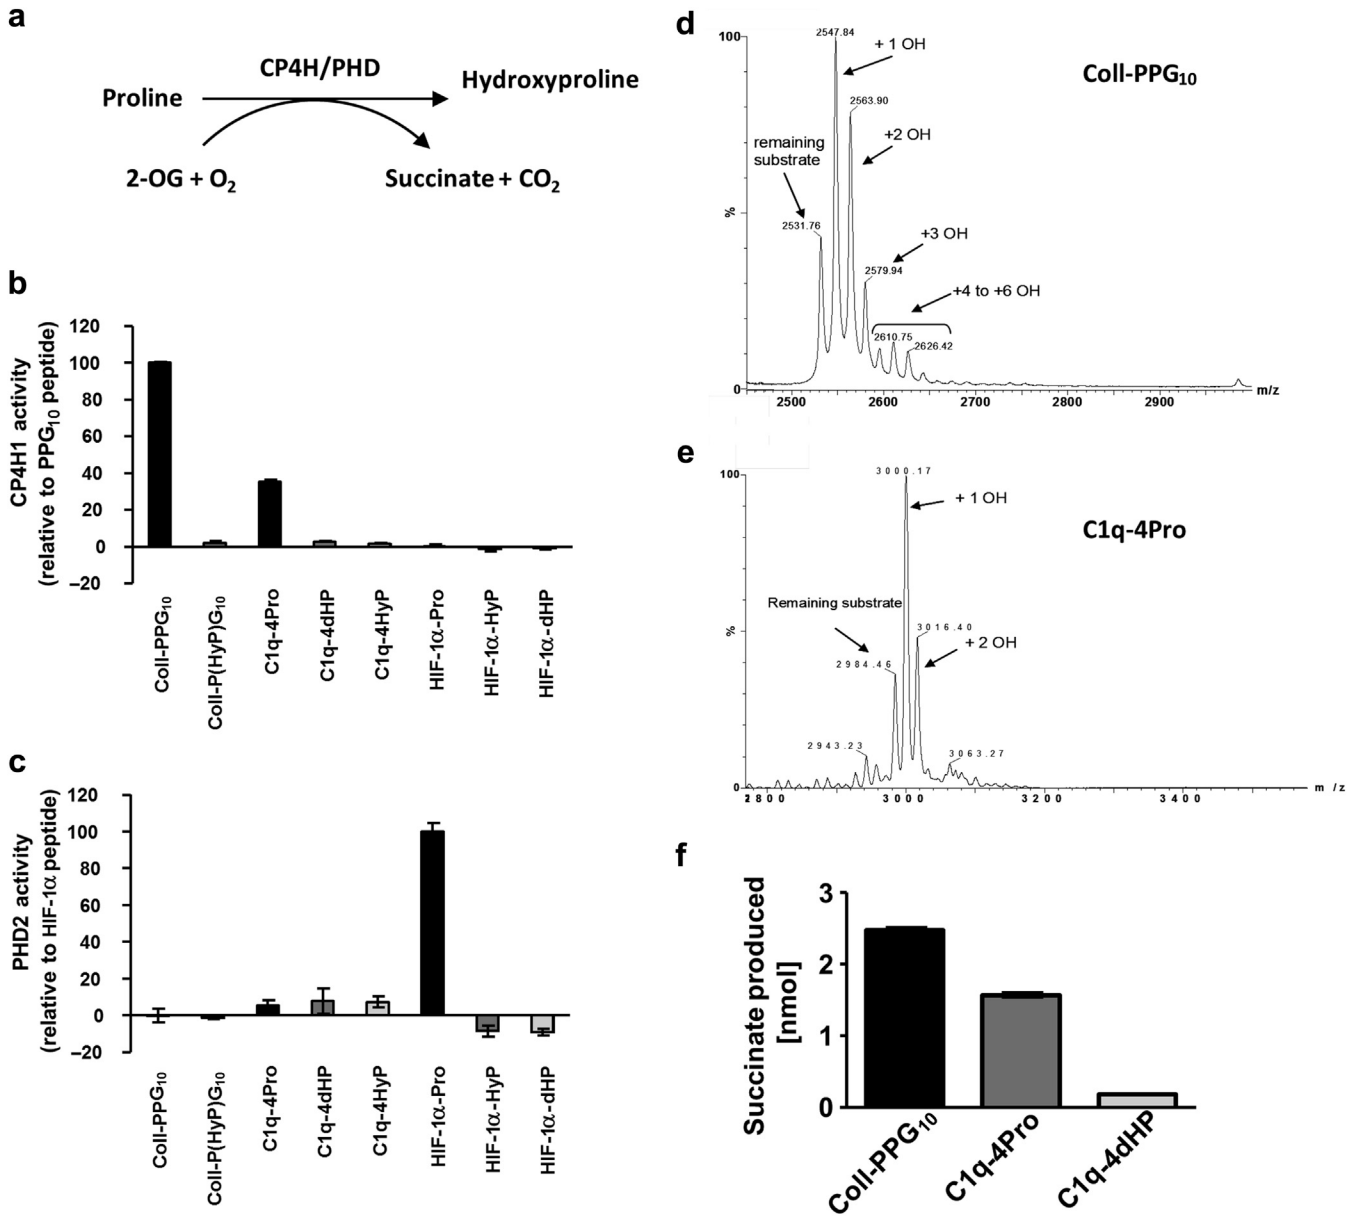 a
CP4H/PHD
Proline
Hydroxyproline
2-OG + O2
Succinate + CO2
b
CP4H1 activity
(relative to PPG10 peptide)
120
100
80
60
40
20
0
–20
Coll-PPG10
Coll-P(HyP)G10
C1q-4Pro
C1q-4dHP
C1q-4HyP
HIF-1α-Pro
HIF-1α-HyP
HIF-1α-dHP
c
PHD2 activity
(relative to HIF-1α peptide)
120
100
80
60
40
20
0
–20
Coll-PPG10
Coll-P(HyP)G10
C1q-4Pro
C1q-4dHP
C1q-4HyP
HIF-1α-Pro
HIF-1α-HyP
HIF-1α-dHP
d
Coll-PPG10
100
%
0
2547.84
+ 1 OH
2563.90
+2 OH
remaining
substrate
2531.76
+3 OH
2579.94
+4 to +6 OH
2610.75
2626.42
2500
2600
2700
2800
2900
m/z
e
C1q-4Pro
100
%
0
3000.17
+ 1 OH
Remaining substrate
3016.40
+ 2 OH
2984.46
2943.23
3063.27
2800
3000
3200
3400
m/z
f
Succinate produced
[nmol]
3
2
1
0
Coll-PPG10
C1q-4Pro
C1q-4dHP